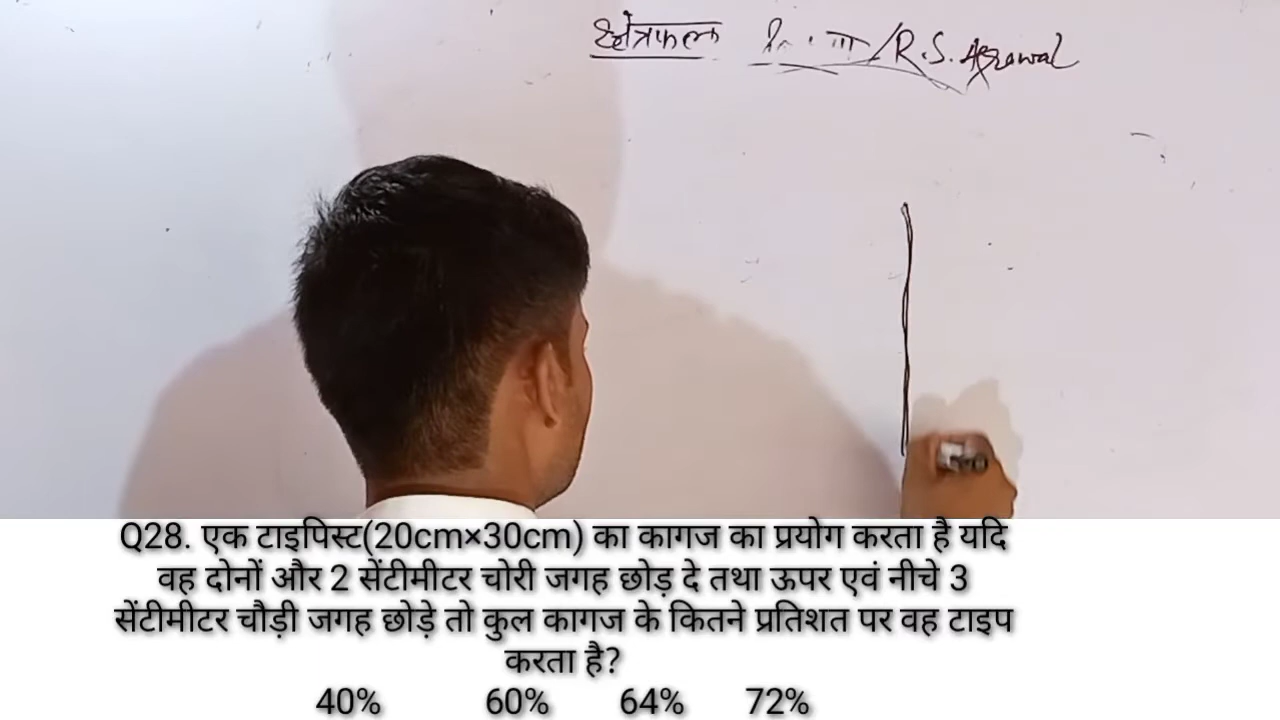 क्षेत्रफल / R.S. Agrawal
Q28. एक टाइपिस्ट(20cm×30cm) का कागज का प्रयोग करता है यदि
वह दोनों और 2 सेंटीमीटर चोरी जगह छोड़ दे तथा ऊपर एवं नीचे 3
सेंटीमीटर चौड़ी जगह छोड़े तो कुल कागज के कितने प्रतिशत पर वह टाइप
करता है?
40% 60% 64% 72%